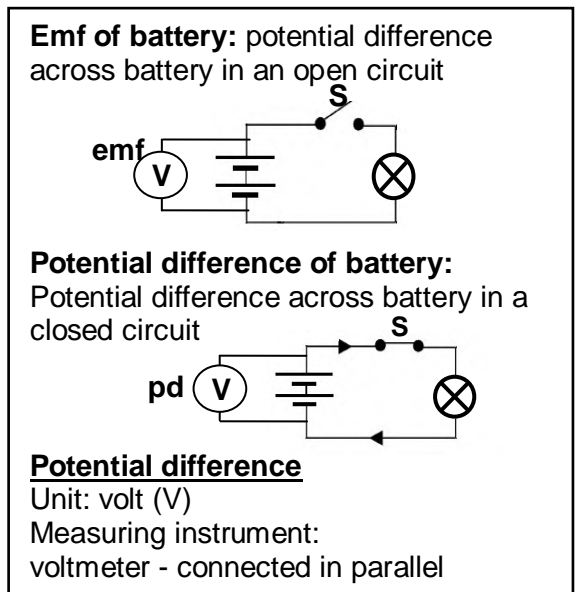 Emf of battery: potential difference
across battery in an open circuit
S
emf
V
Potential difference of battery:
Potential difference across battery in a
closed circuit
S
pd
V
Potential difference
Unit: volt (V)
Measuring instrument:
voltmeter - connected in parallel